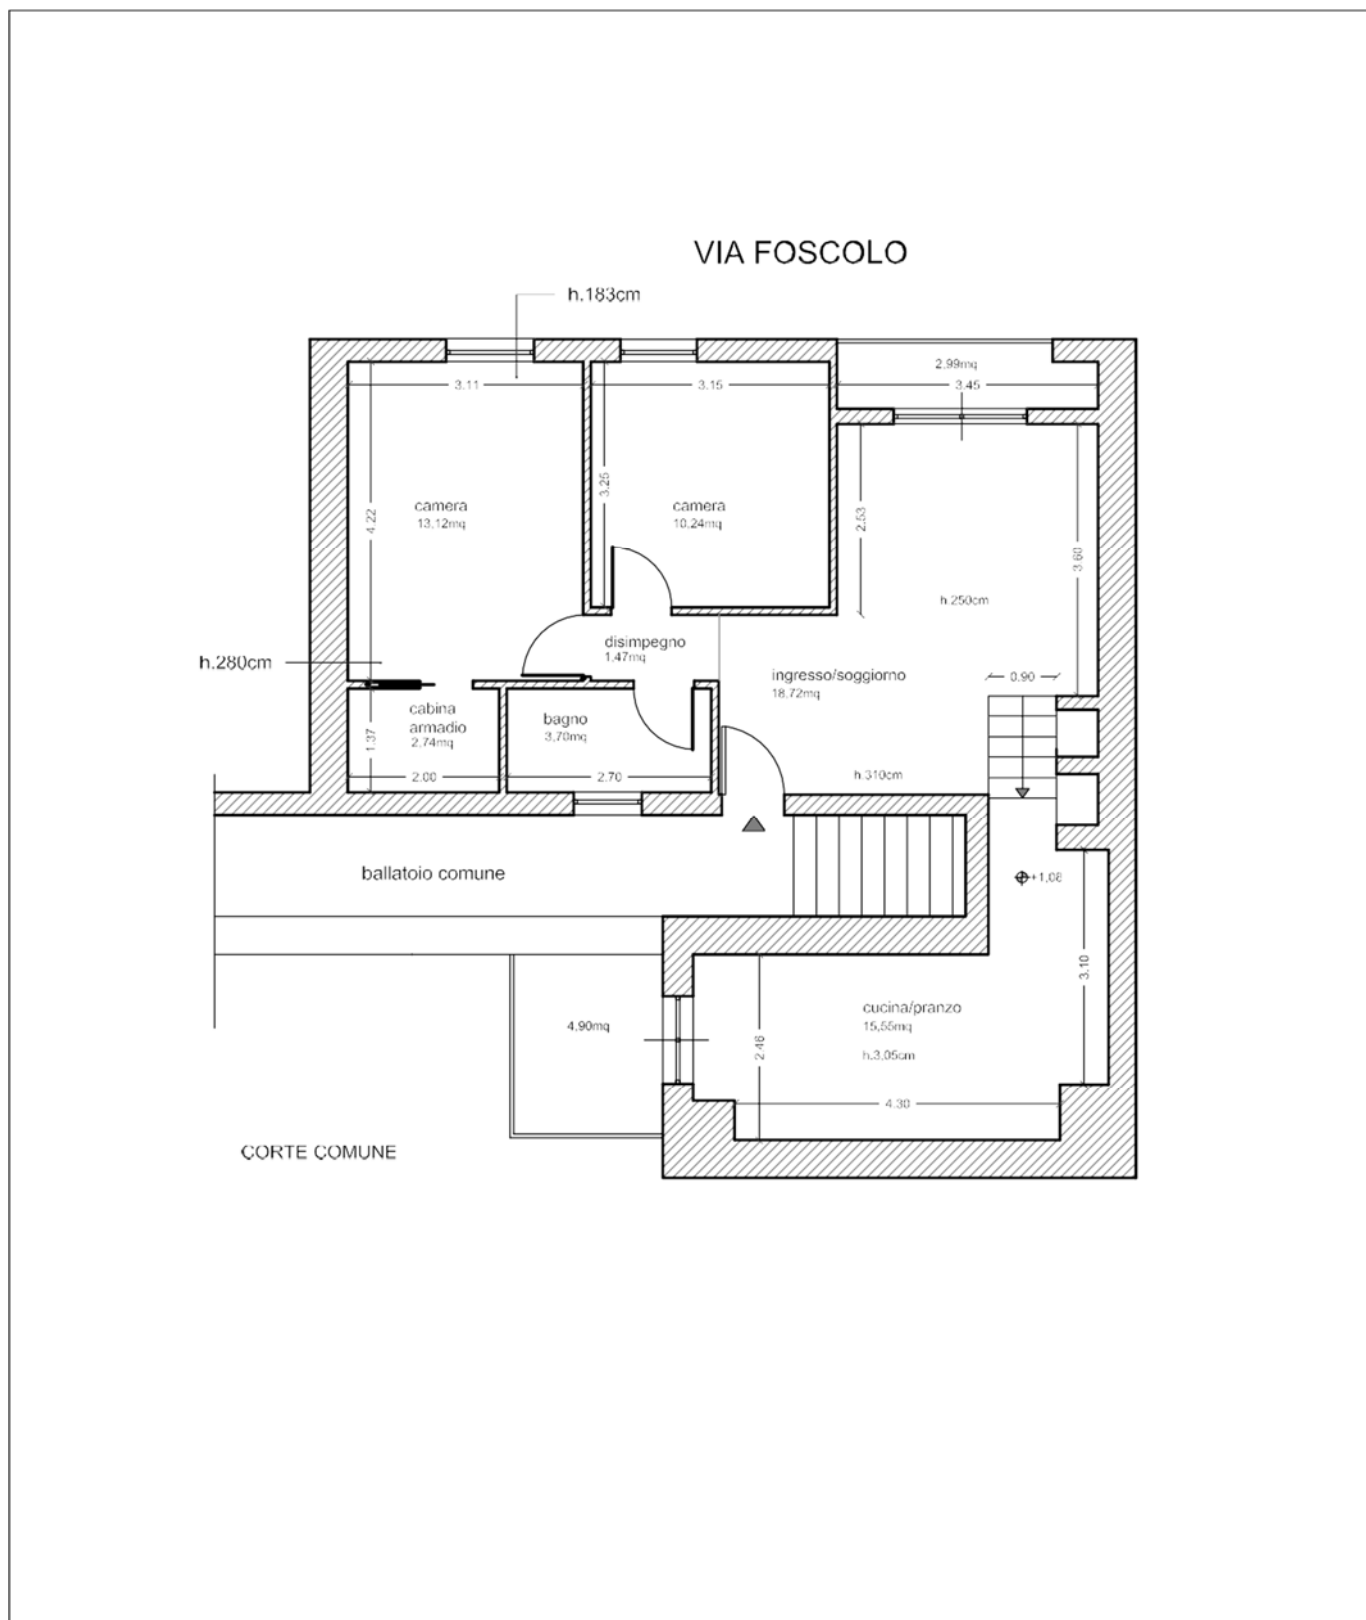 VIA FOSCOLO
h.183cm
2.99mq
3.11
3.15
3.45
camera
13,12mq
4.22
3.25
camera
10,24mq
2.53
3.60
h.250cm
disimpegno
1,47mq
h.280cm
ingresso/soggiorno
18,72mq
0.90
cabina
armadio
2,74mq
1.37
2.00
bagno
3,70mq
2.70
h.310cm
ballatoio comune
+1,08
3.10
cucina/pranzo
15,55mq
h.3,05cm
2.46
4.30
4,90mq
CORTE COMUNE